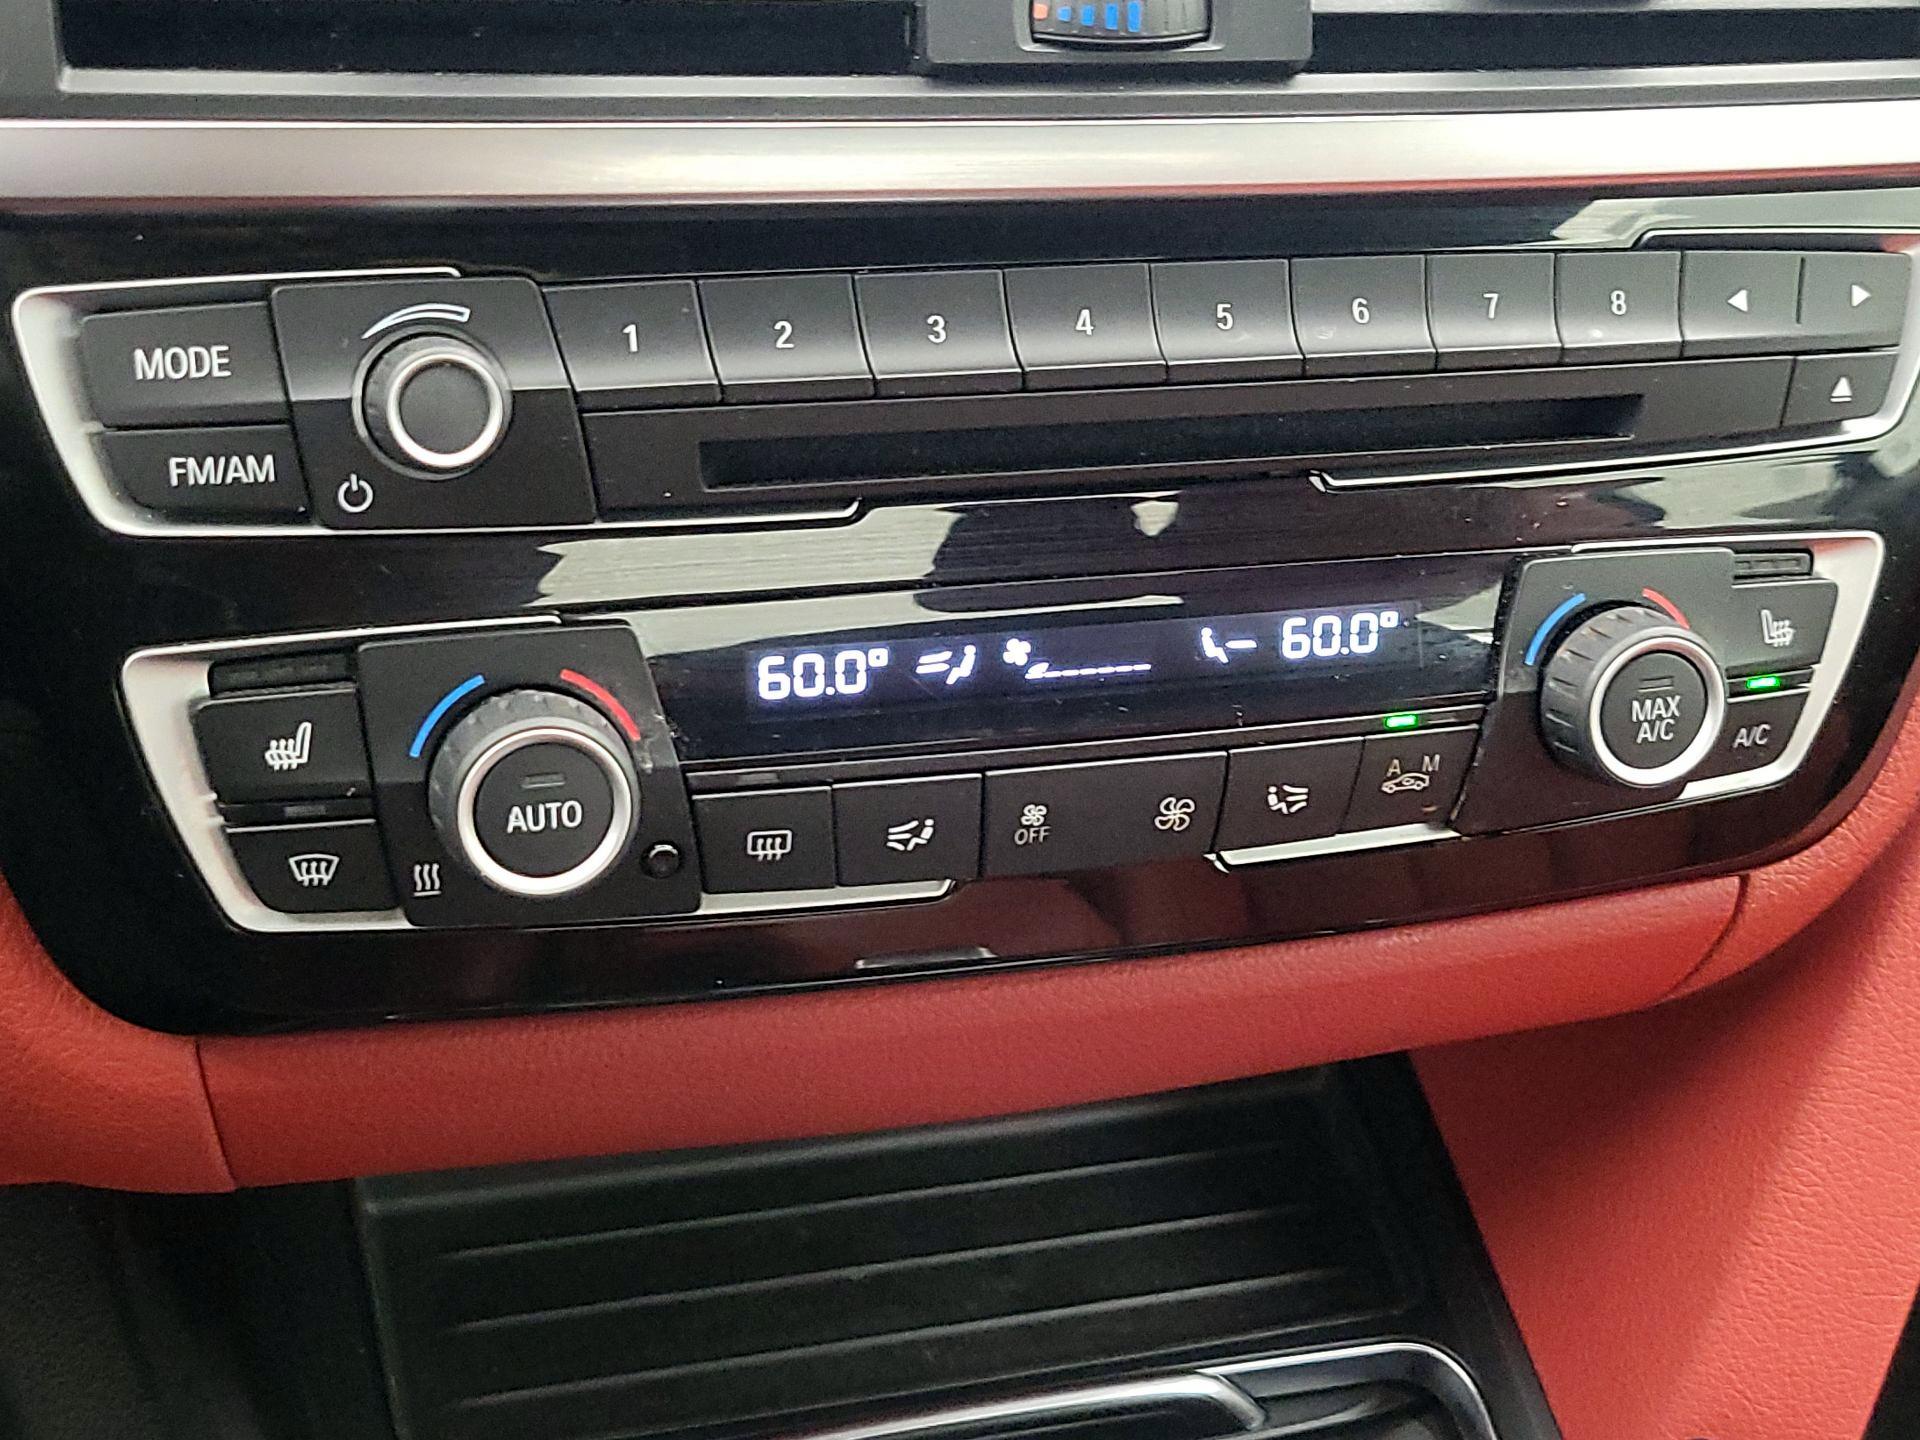 MODE
1 2 3 4 5 6 7 8
FM/AM
60.0° 60.0°
AUTO
OFF
A M
MAX
A/C
A/C